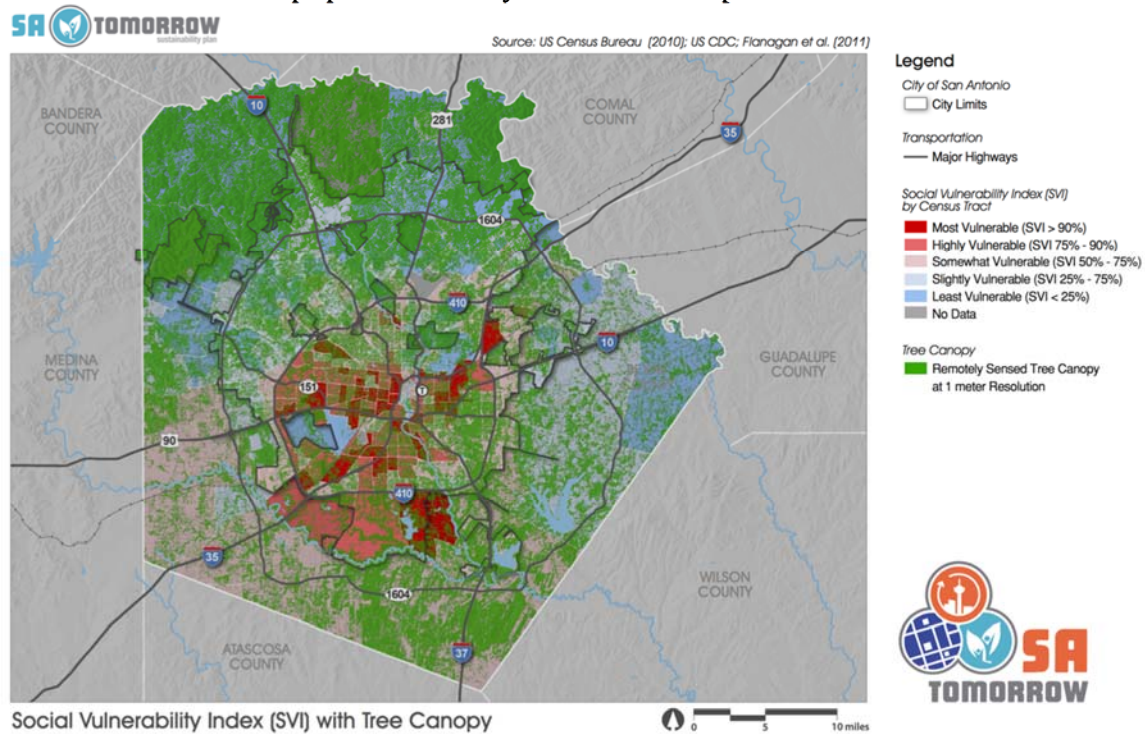 SA TOMORROW
sustainability plan
Source: US Census Bureau (2010); US CDC; Flanagan et al. (2011)
BANDERA
COUNTY
COMAL
COUNTY
10
281
35
1604
410
MEDINA
COUNTY
GUADALUPE
COUNTY
10
151
90
410
35
WILSON
COUNTY
1604
ATASCOSA
COUNTY
37
Legend
City of San Antonio
City Limits
Transportation
Major Highways
Social Vulnerability Index (SVI)
by Census Tract
Most Vulnerable (SVI > 90%)
Highly Vulnerable (SVI 75% - 90%)
Somewhat Vulnerable (SVI 50% - 75%)
Slightly Vulnerable (SVI 25% - 75%)
Least Vulnerable (SVI < 25%)
No Data
Tree Canopy
Remotely Sensed Tree Canopy
at 1 meter Resolution
SA
TOMORROW
Social Vulnerability Index (SVI) with Tree Canopy
0 5 10 miles